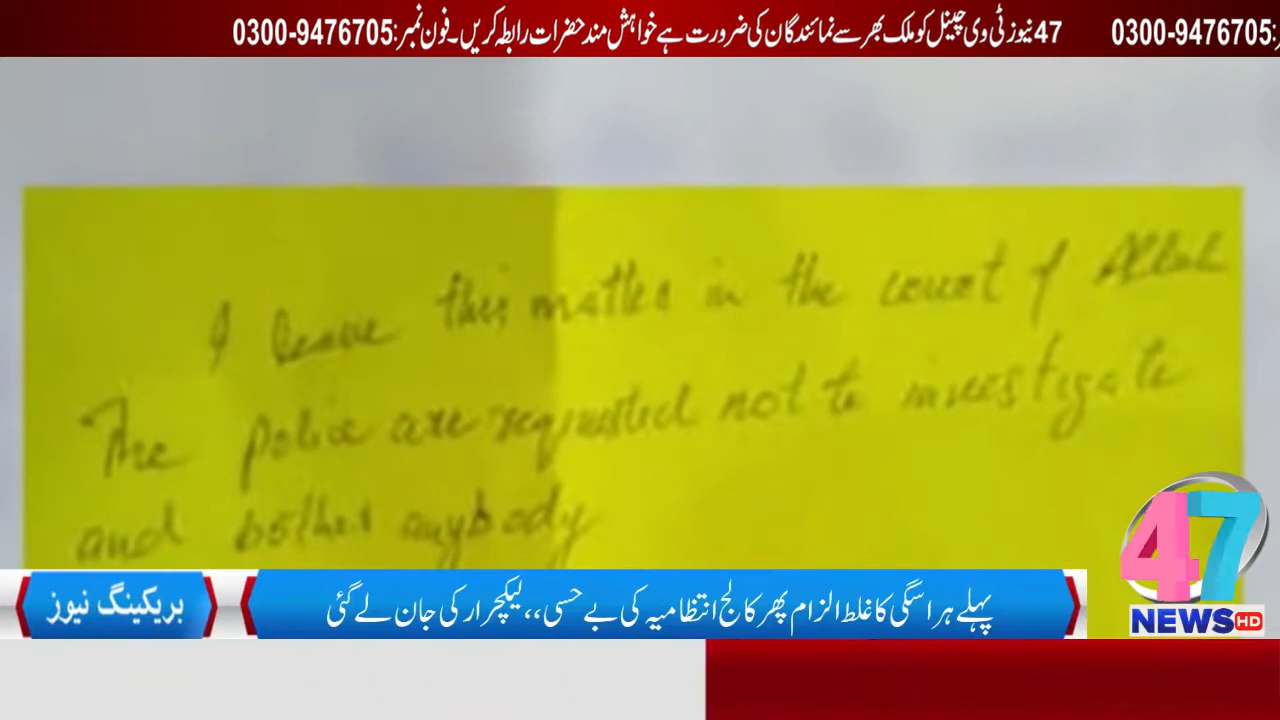 47 نیوز ٹی وی چینل کو ملک بھر سے نمائندگان کی ضرورت ہے خواہش مند حضرات رابطہ کریں۔ فون نمبر: 0300-9476705
0300-9476705:
I leave this matter in the court of Allah
The police are requested not to investigate
and bother anybody
47
NEWS HD
بریکینگ نیوز
پہلے ہراسگی کا غلط الزام پھر کالج انتظامیہ کی بے حسی،، لیکچرار کی جان لے گئی